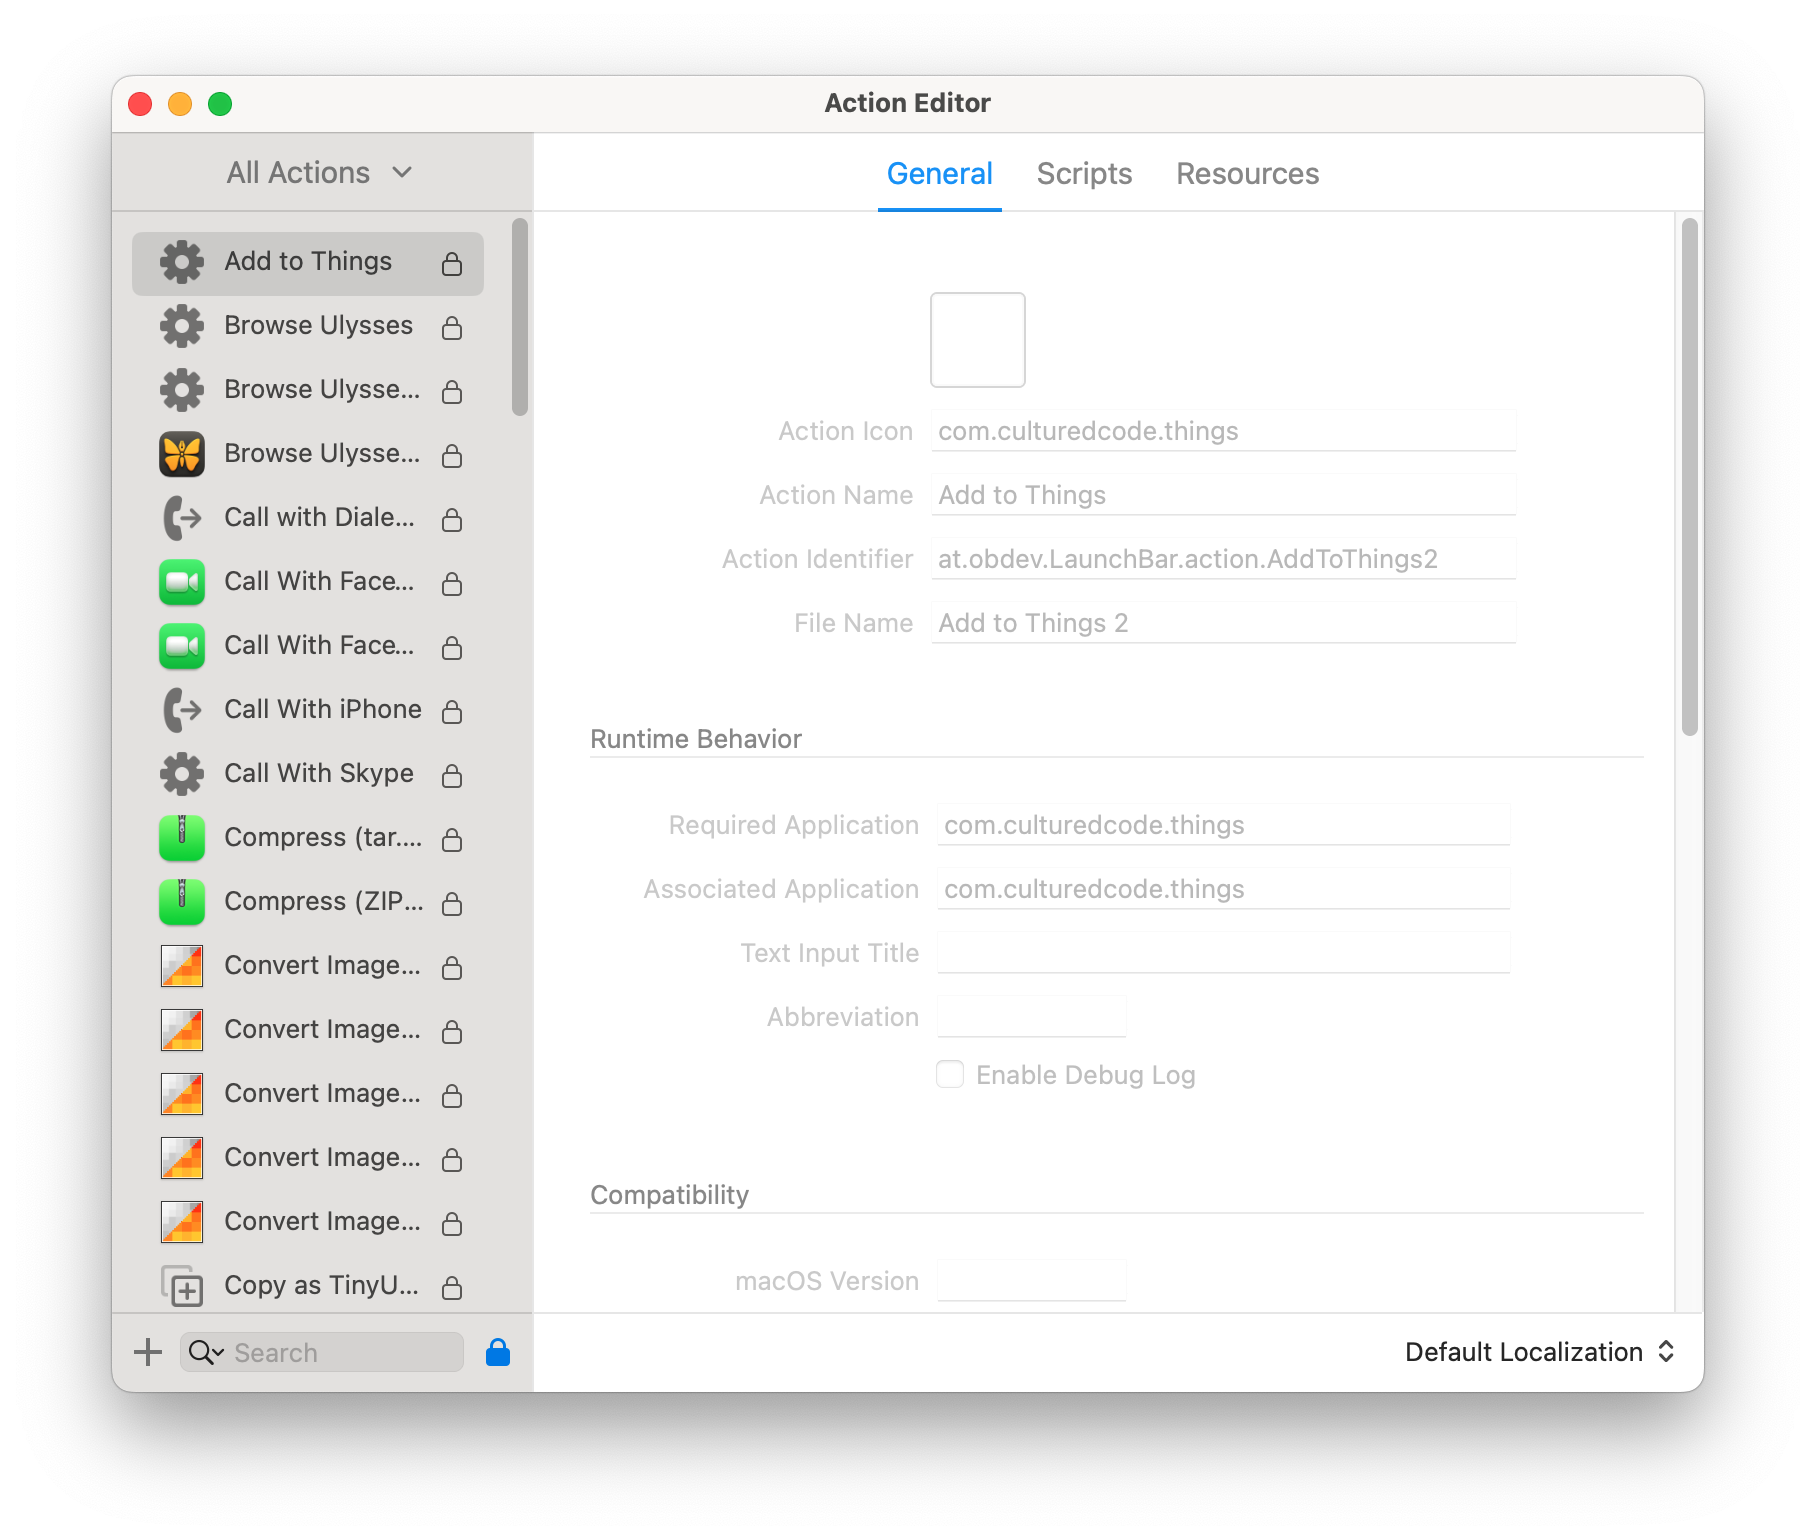 Action Editor
All Actions
General Scripts Resources
Add to Things
Browse Ulysses
Browse Ulysse...
Browse Ulysse...
Call with Diale...
Call With Face...
Call With Face...
Call With iPhone
Call With Skype
Compress (tar....
Compress (ZIP...
Convert Image...
Convert Image...
Convert Image...
Convert Image...
Convert Image...
Copy as TinyU...
Search
Action Icon com.culturedcode.things
Action Name Add to Things
Action Identifier at.obdev.LaunchBar.action.AddToThings2
File Name Add to Things 2
Runtime Behavior
Required Application com.culturedcode.things
Associated Application com.culturedcode.things
Text Input Title
Abbreviation
Enable Debug Log
Compatibility
macOS Version
Default Localization